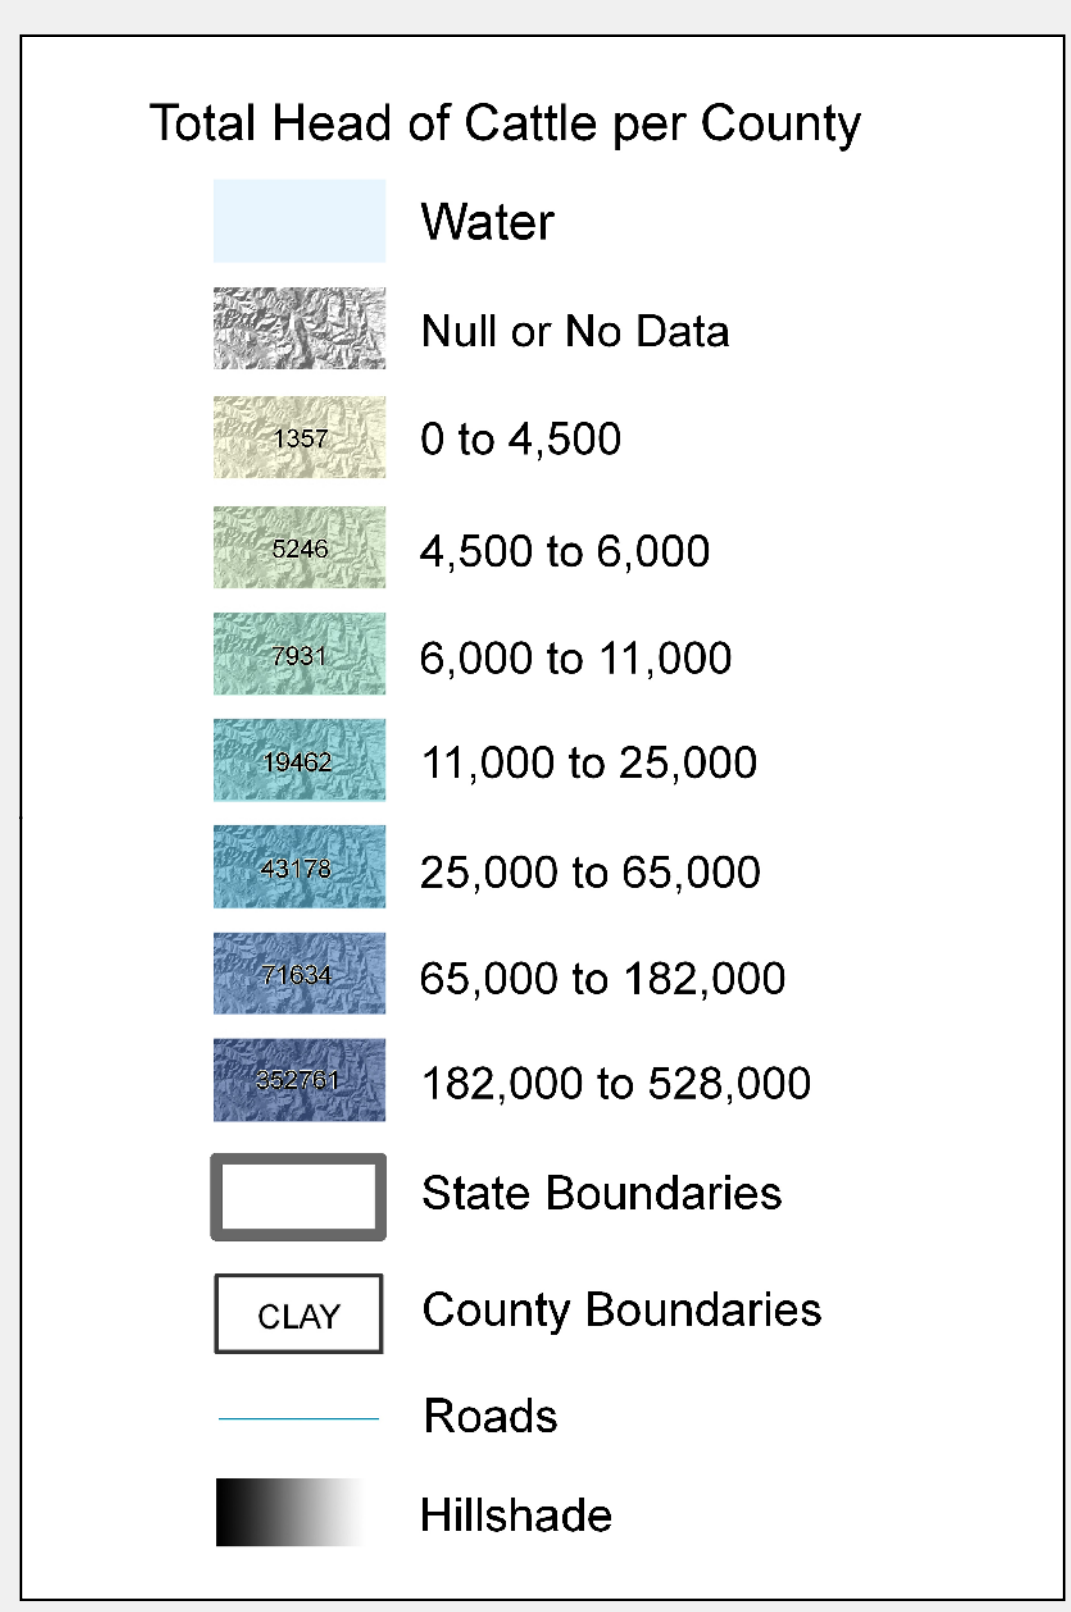 Total Head of Cattle per County
Water
Null or No Data
1357 0 to 4,500
5246 4,500 to 6,000
7931 6,000 to 11,000
19462 11,000 to 25,000
43178 25,000 to 65,000
71634 65,000 to 182,000
352761 182,000 to 528,000
State Boundaries
CLAY County Boundaries
Roads
Hillshade